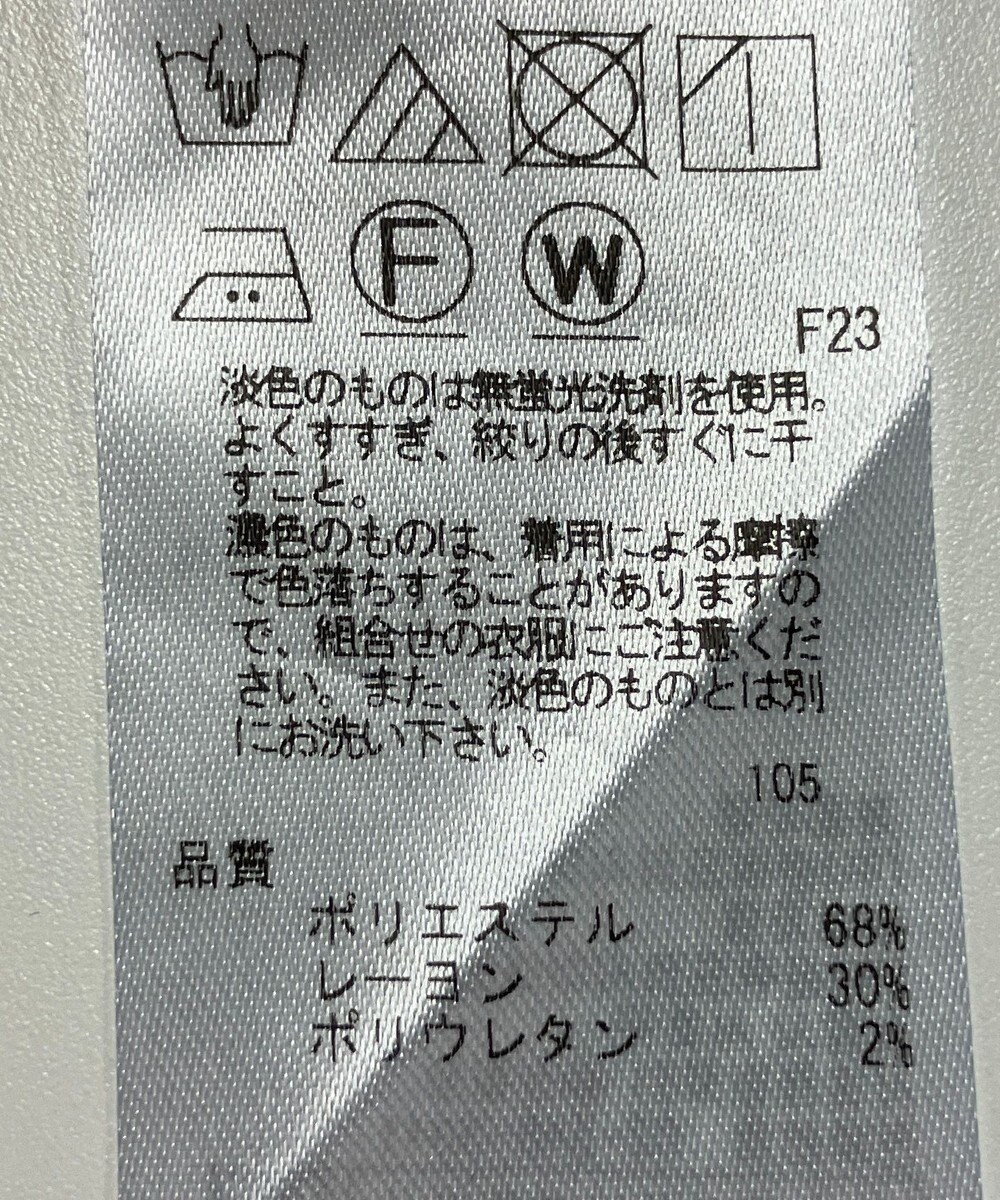 F
W
F23
淡色のものは無蛍光洗剤を使用。
よくすすぎ、絞りの後すぐに干
すこと。
濃色のものは、着用による摩擦
で色落ちすることがありますの
で、組合せの衣服にご注意くだ
さい。また、淡色のものとは別
にお洗い下さい。
105
品質
ポリエステル 68%
レーヨン 30%
ポリウレタン 2%